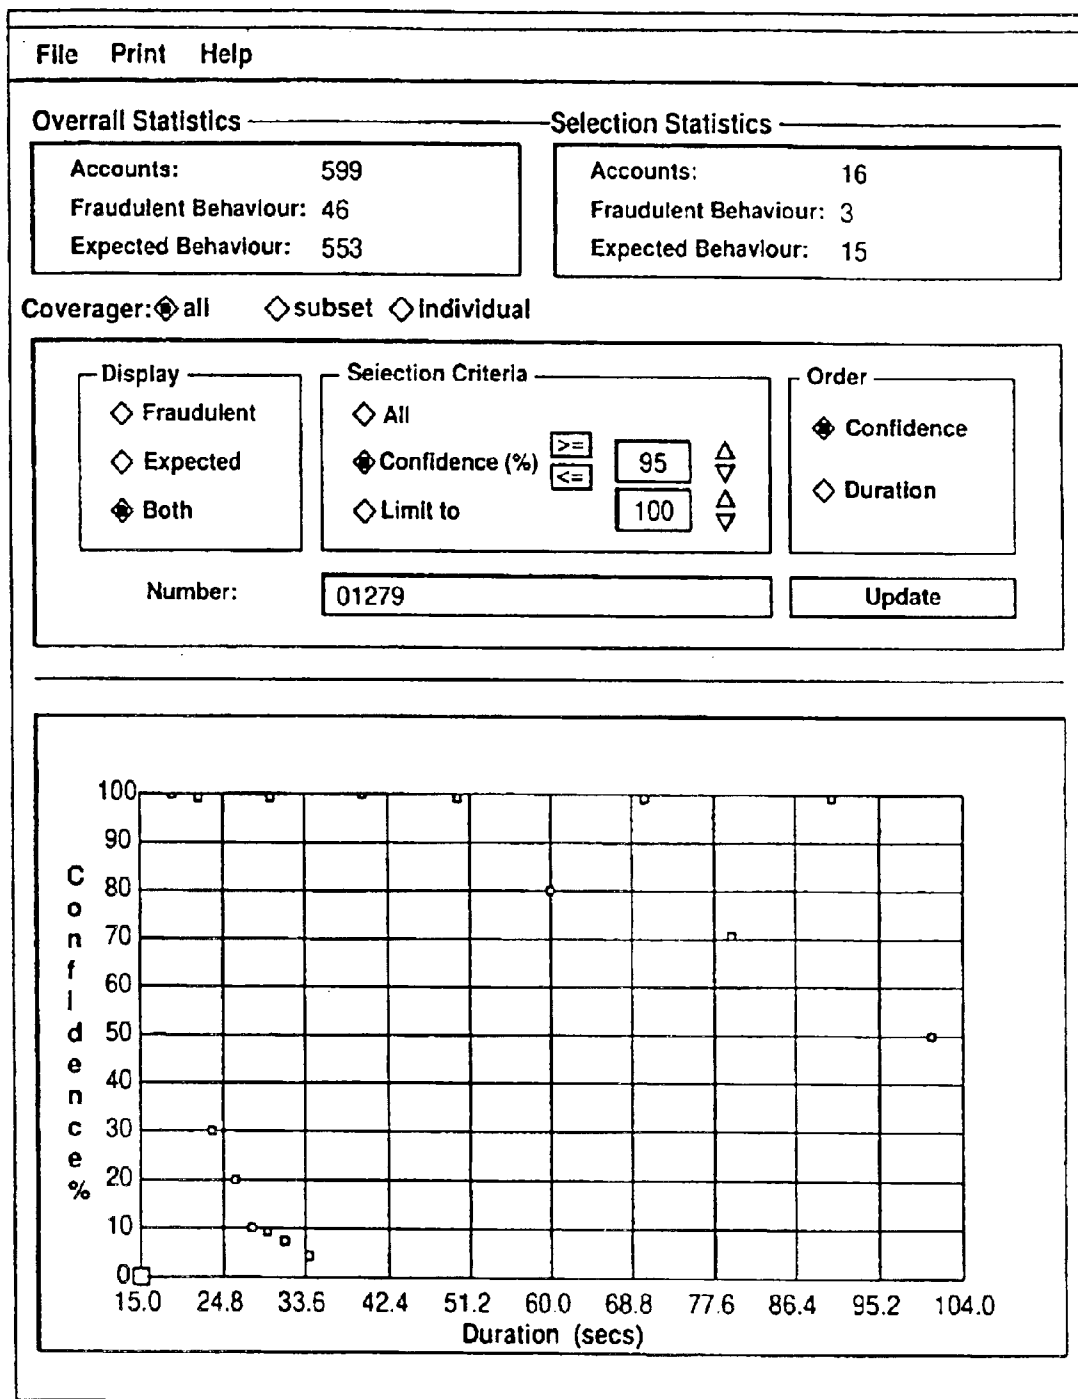 File Print Help
Overrall Statistics
Selection Statistics
Accounts: 599
Fraudulent Behaviour: 46
Expected Behaviour: 553
Accounts: 16
Fraudulent Behaviour: 3
Expected Behaviour: 15
Coverager: all subset Individual
Display
Fraudulent
Expected
Both
Selection Criteria
All
Confidence (%) >= <= 95
Limit to 100
Order
Confidence
Duration
Number: 01279 Update
100
90
80
70
60
50
40
30
20
10
0
Confidence%
15.0 24.8 33.6 42.4 51.2 60.0 68.8 77.6 86.4 95.2 104.0
Duration (secs)